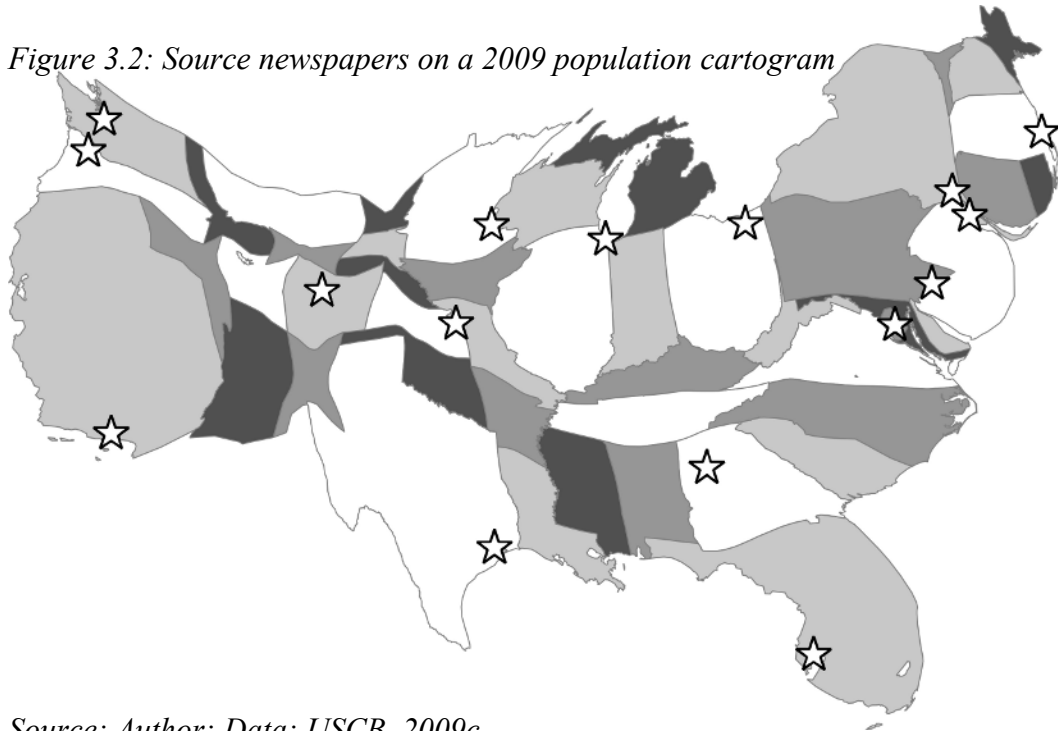 Figure 3.2: Source newspapers on a 2009 population cartogram
Source: Author; Data: USCB, 2009c